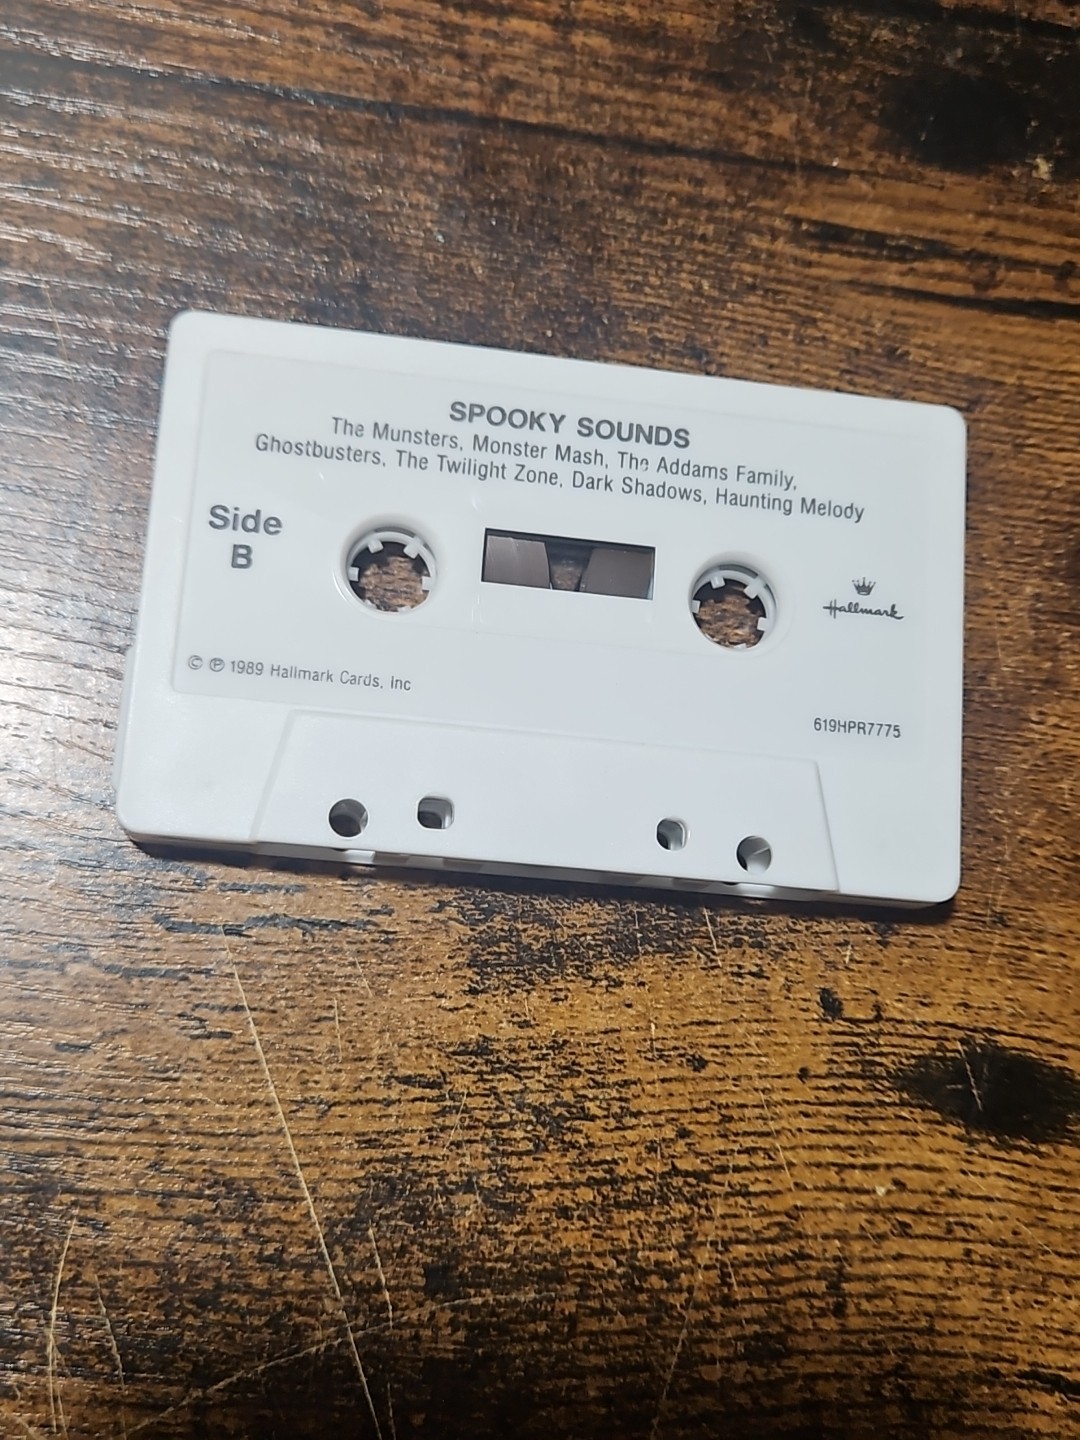 SPOOKY SOUNDS
The Munsters, Monster Mash, The Addams Family,
Ghostbusters, The Twilight Zone, Dark Shadows, Haunting Melody
Side
B
Hallmark
© ℗ 1989 Hallmark Cards, Inc
619HPR7775